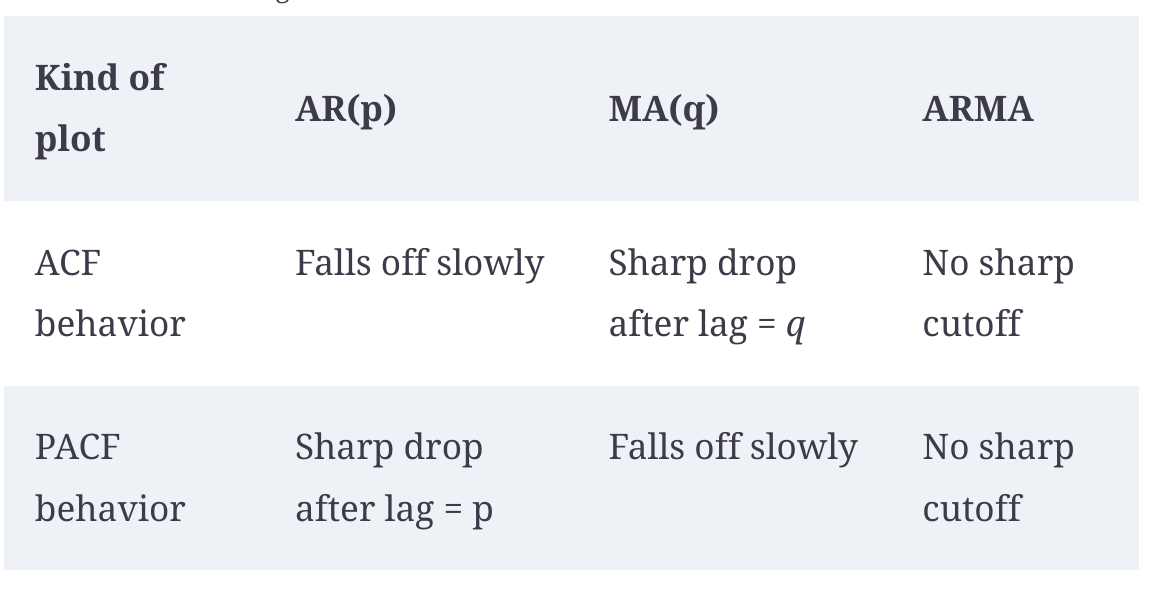 Kind of
plot
AR(p)
MA(q)
ARMA
ACF
behavior
Falls off slowly
Sharp drop
after lag = q
No sharp
cutoff
PACF
behavior
Sharp drop
after lag = p
Falls off slowly
No sharp
cutoff